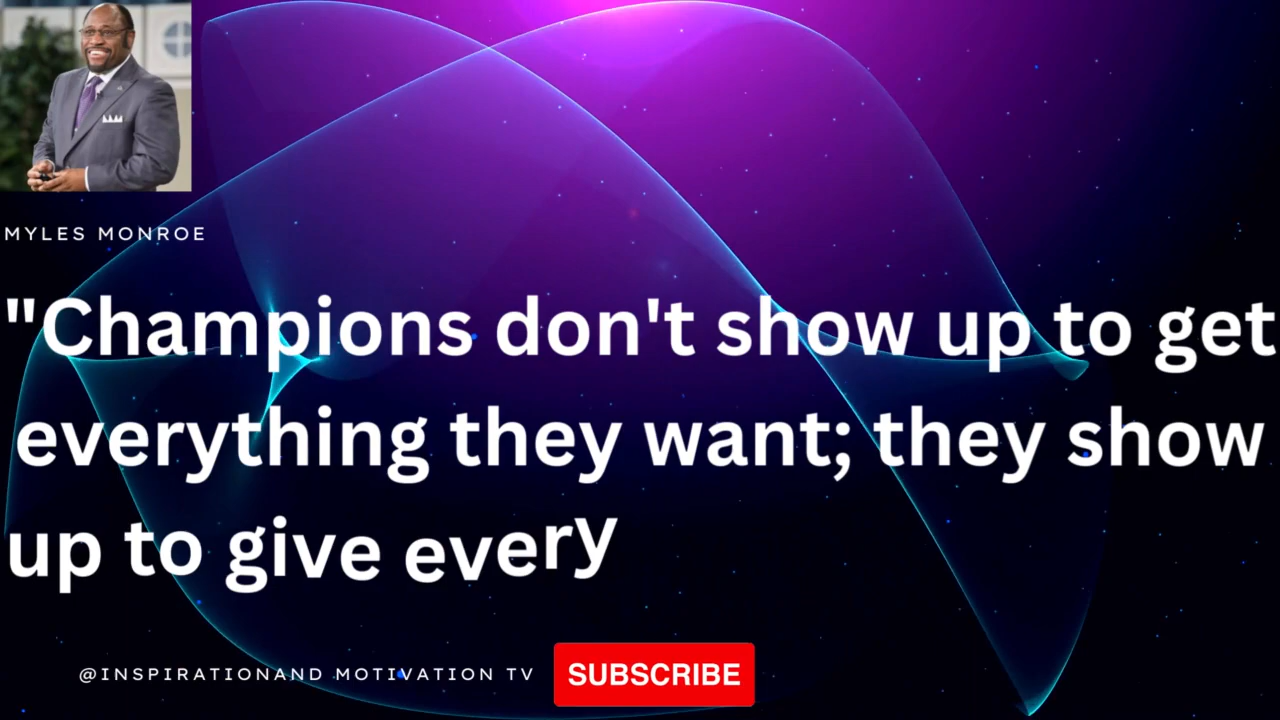 MYLES MONROE
"Champions don't show up to get
everything they want; they show
up to give every
@INSPIRATIONAND MOTIVATION TV
SUBSCRIBE